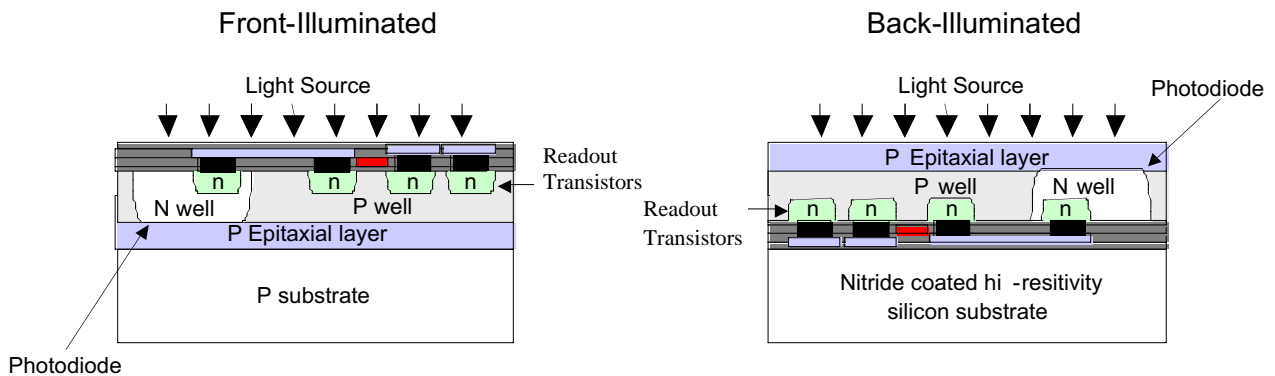 Front-Illuminated
Light Source
Readout
Transistors
n n n n
N well
P well
P Epitaxial layer
P substrate
Photodiode
Back-Illuminated
Light Source
Photodiode
P Epitaxial layer
P well
N well
Readout
Transistors
n n n n
Nitride coated hi -resitivity
silicon substrate